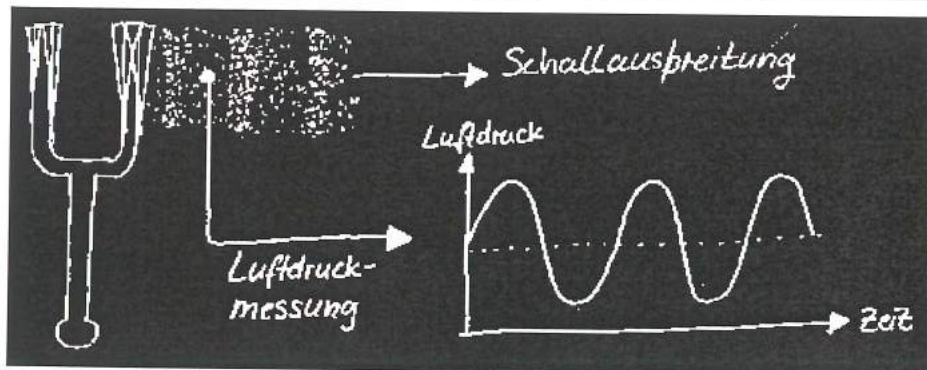 Schallausbreitung
Luftdruck
Luftdruck-
messung
Zeit